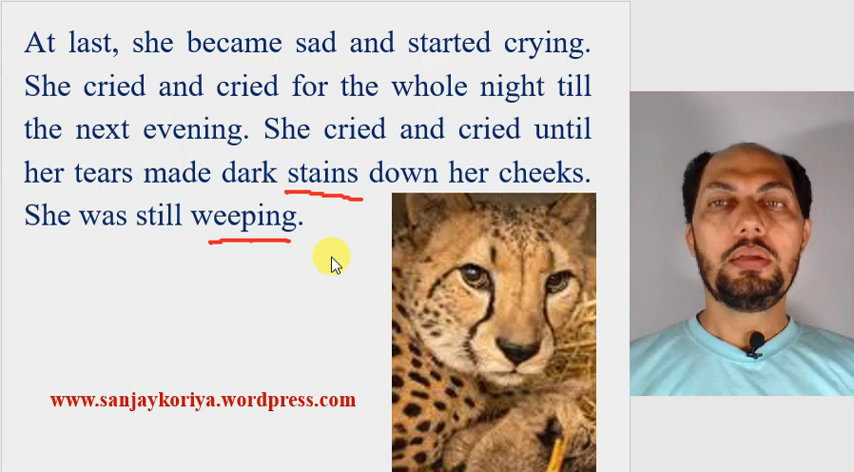 At last, she became sad and started crying.
She cried and cried for the whole night till
the next evening. She cried and cried until
her tears made dark stains down her cheeks.
She was still weeping.
www.sanjaykoriya.wordpress.com